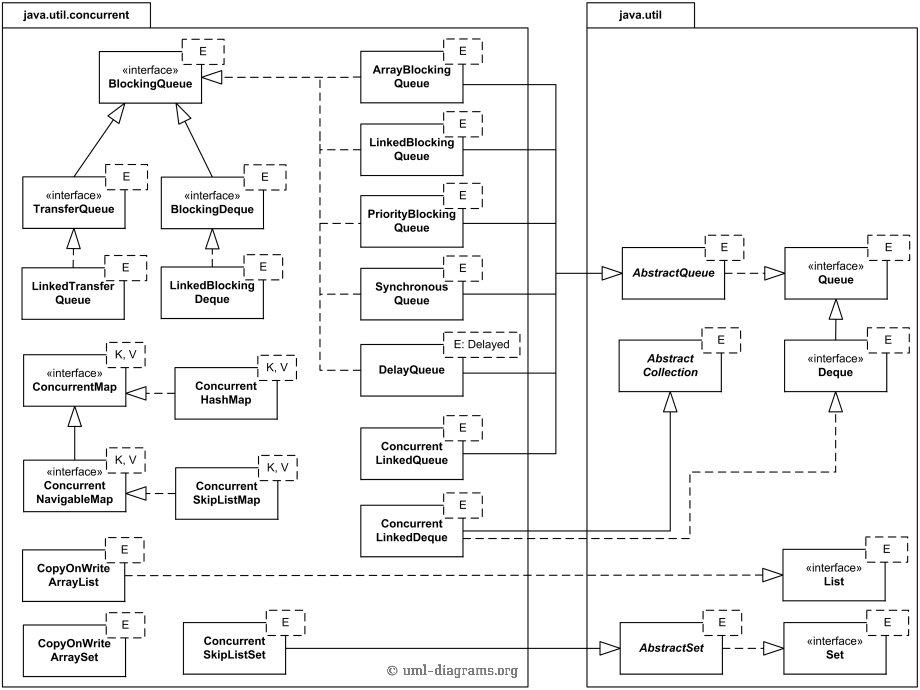 java.util.concurrent
java.util
E
«interface»
BlockingQueue
E
ArrayBlocking
Queue
E
LinkedBlocking
Queue
E
«interface»
TransferQueue
E
«interface»
BlockingDeque
E
PriorityBlocking
Queue
E
LinkedTransfer
Queue
E
LinkedBlocking
Deque
E
Synchronous
Queue
E
AbstractQueue
E
«interface»
Queue
E: Delayed
DelayQueue
E
Abstract
Collection
E
«interface»
Deque
K, V
«interface»
ConcurrentMap
K, V
Concurrent
HashMap
E
Concurrent
LinkedQueue
K, V
«interface»
Concurrent
NavigableMap
K, V
Concurrent
SkipListMap
E
Concurrent
LinkedDeque
E
CopyOnWrite
ArrayList
E
«interface»
List
E
CopyOnWrite
ArraySet
E
Concurrent
SkipListSet
E
AbstractSet
E
«interface»
Set
© uml-diagrams.org